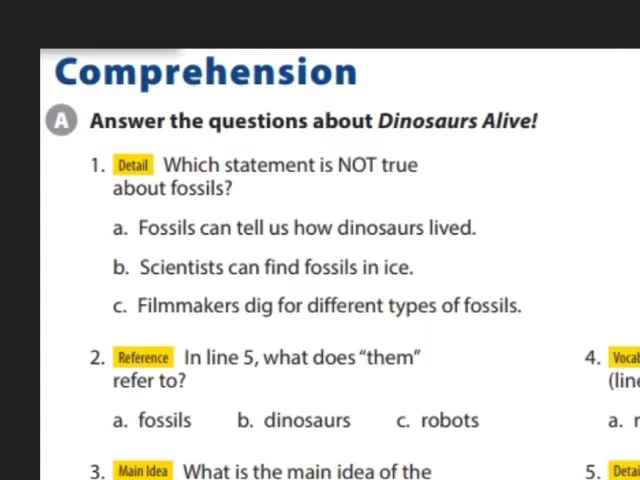 Comprehension
A Answer the questions about Dinosaurs Alive!
1. Detail Which statement is NOT true
about fossils?
a. Fossils can tell us how dinosaurs lived.
b. Scientists can find fossils in ice.
c. Filmmakers dig for different types of fossils.
2. Reference In line 5, what does “them”
refer to?
a. fossils b. dinosaurs c. robots
3. Main Idea What is the main idea of the
4.
(line
a.
5. Detail